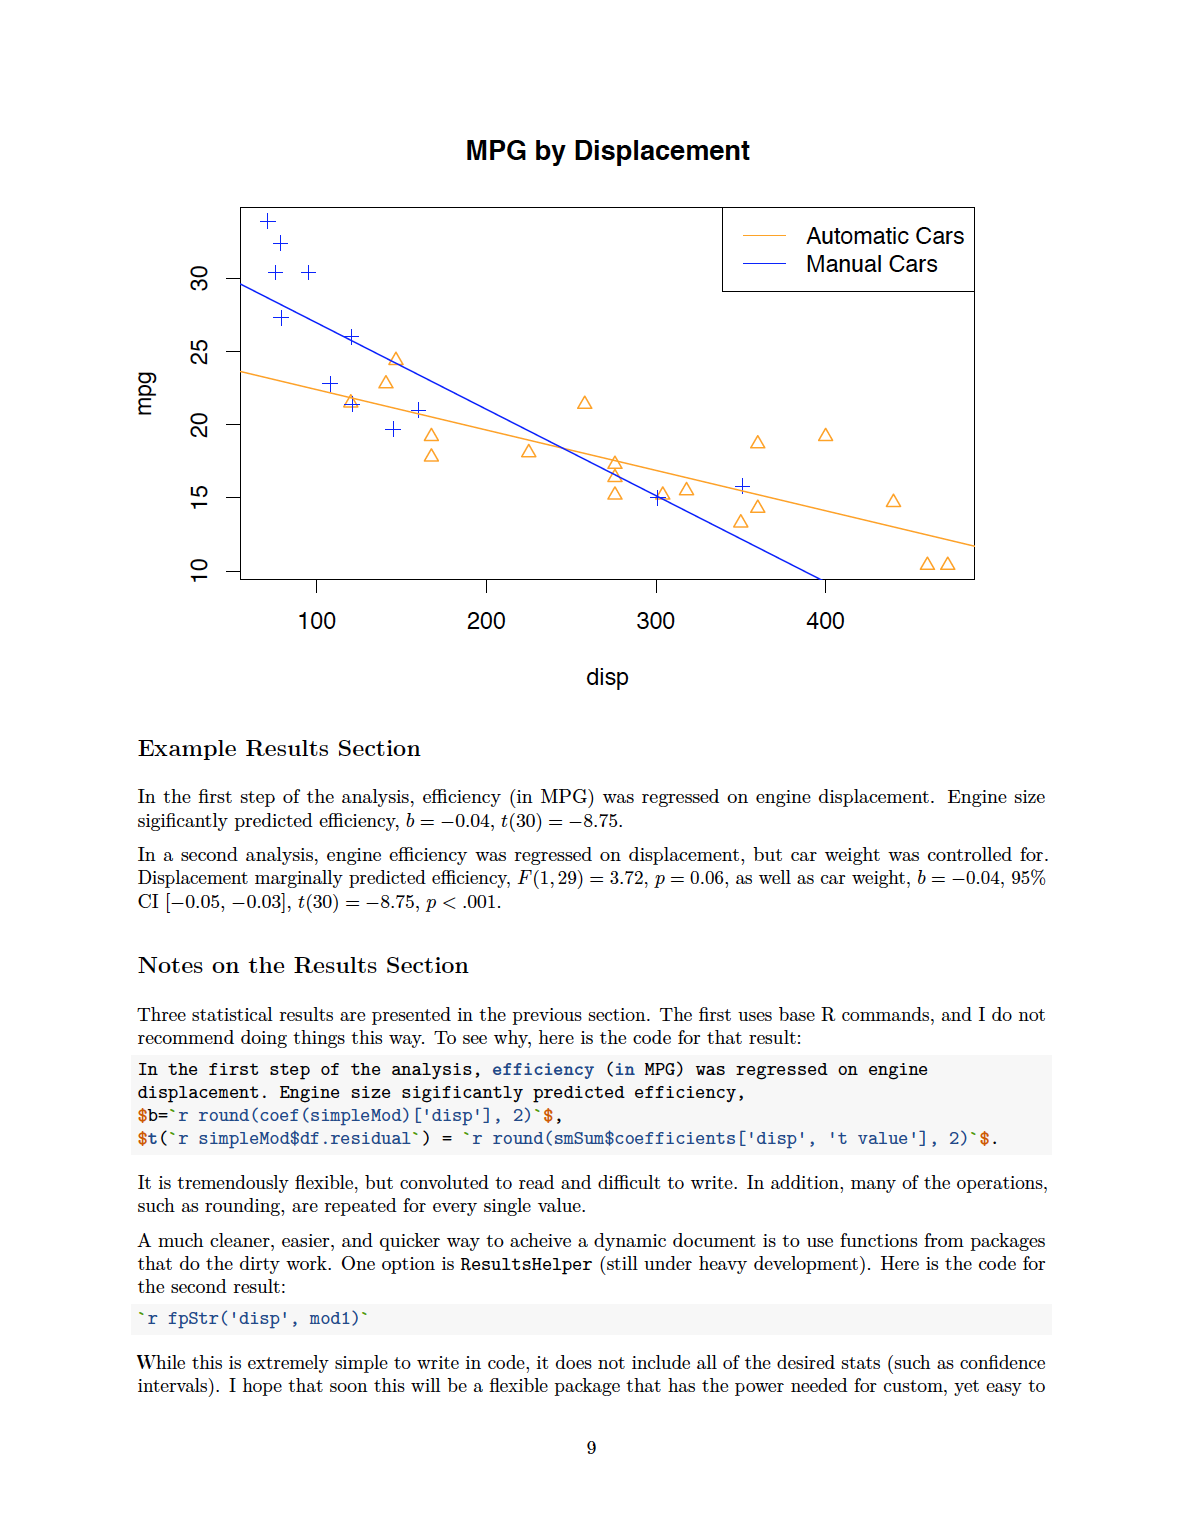 MPG by Displacement
Automatic Cars
Manual Cars
30
25
20
15
10
mpg
100 200 300 400
disp
Example Results Section
In the first step of the analysis, efficiency (in MPG) was regressed on engine displacement. Engine size
sigificantly predicted efficiency, b = −0.04, t(30) = −8.75.
In a second analysis, engine efficiency was regressed on displacement, but car weight was controlled for.
Displacement marginally predicted efficiency, F(1, 29) = 3.72, p = 0.06, as well as car weight, b = −0.04, 95%
CI [−0.05, −0.03], t(30) = −8.75, p < .001.
Notes on the Results Section
Three statistical results are presented in the previous section. The first uses base R commands, and I do not
recommend doing things this way. To see why, here is the code for that result:
In the first step of the analysis, efficiency (in MPG) was regressed on engine
displacement. Engine size sigificantly predicted efficiency,
$b=`r round(coef(simpleMod)['disp'], 2)`$,
$t(`r simpleMod$df.residual`) = `r round(smSum$coefficients['disp', 't value'], 2)`$.
It is tremendously flexible, but convoluted to read and difficult to write. In addition, many of the operations,
such as rounding, are repeated for every single value.
A much cleaner, easier, and quicker way to acheive a dynamic document is to use functions from packages
that do the dirty work. One option is ResultsHelper (still under heavy development). Here is the code for
the second result:
`r fpStr('disp', mod1)`
While this is extremely simple to write in code, it does not include all of the desired stats (such as confidence
intervals). I hope that soon this will be a flexible package that has the power needed for custom, yet easy to
9